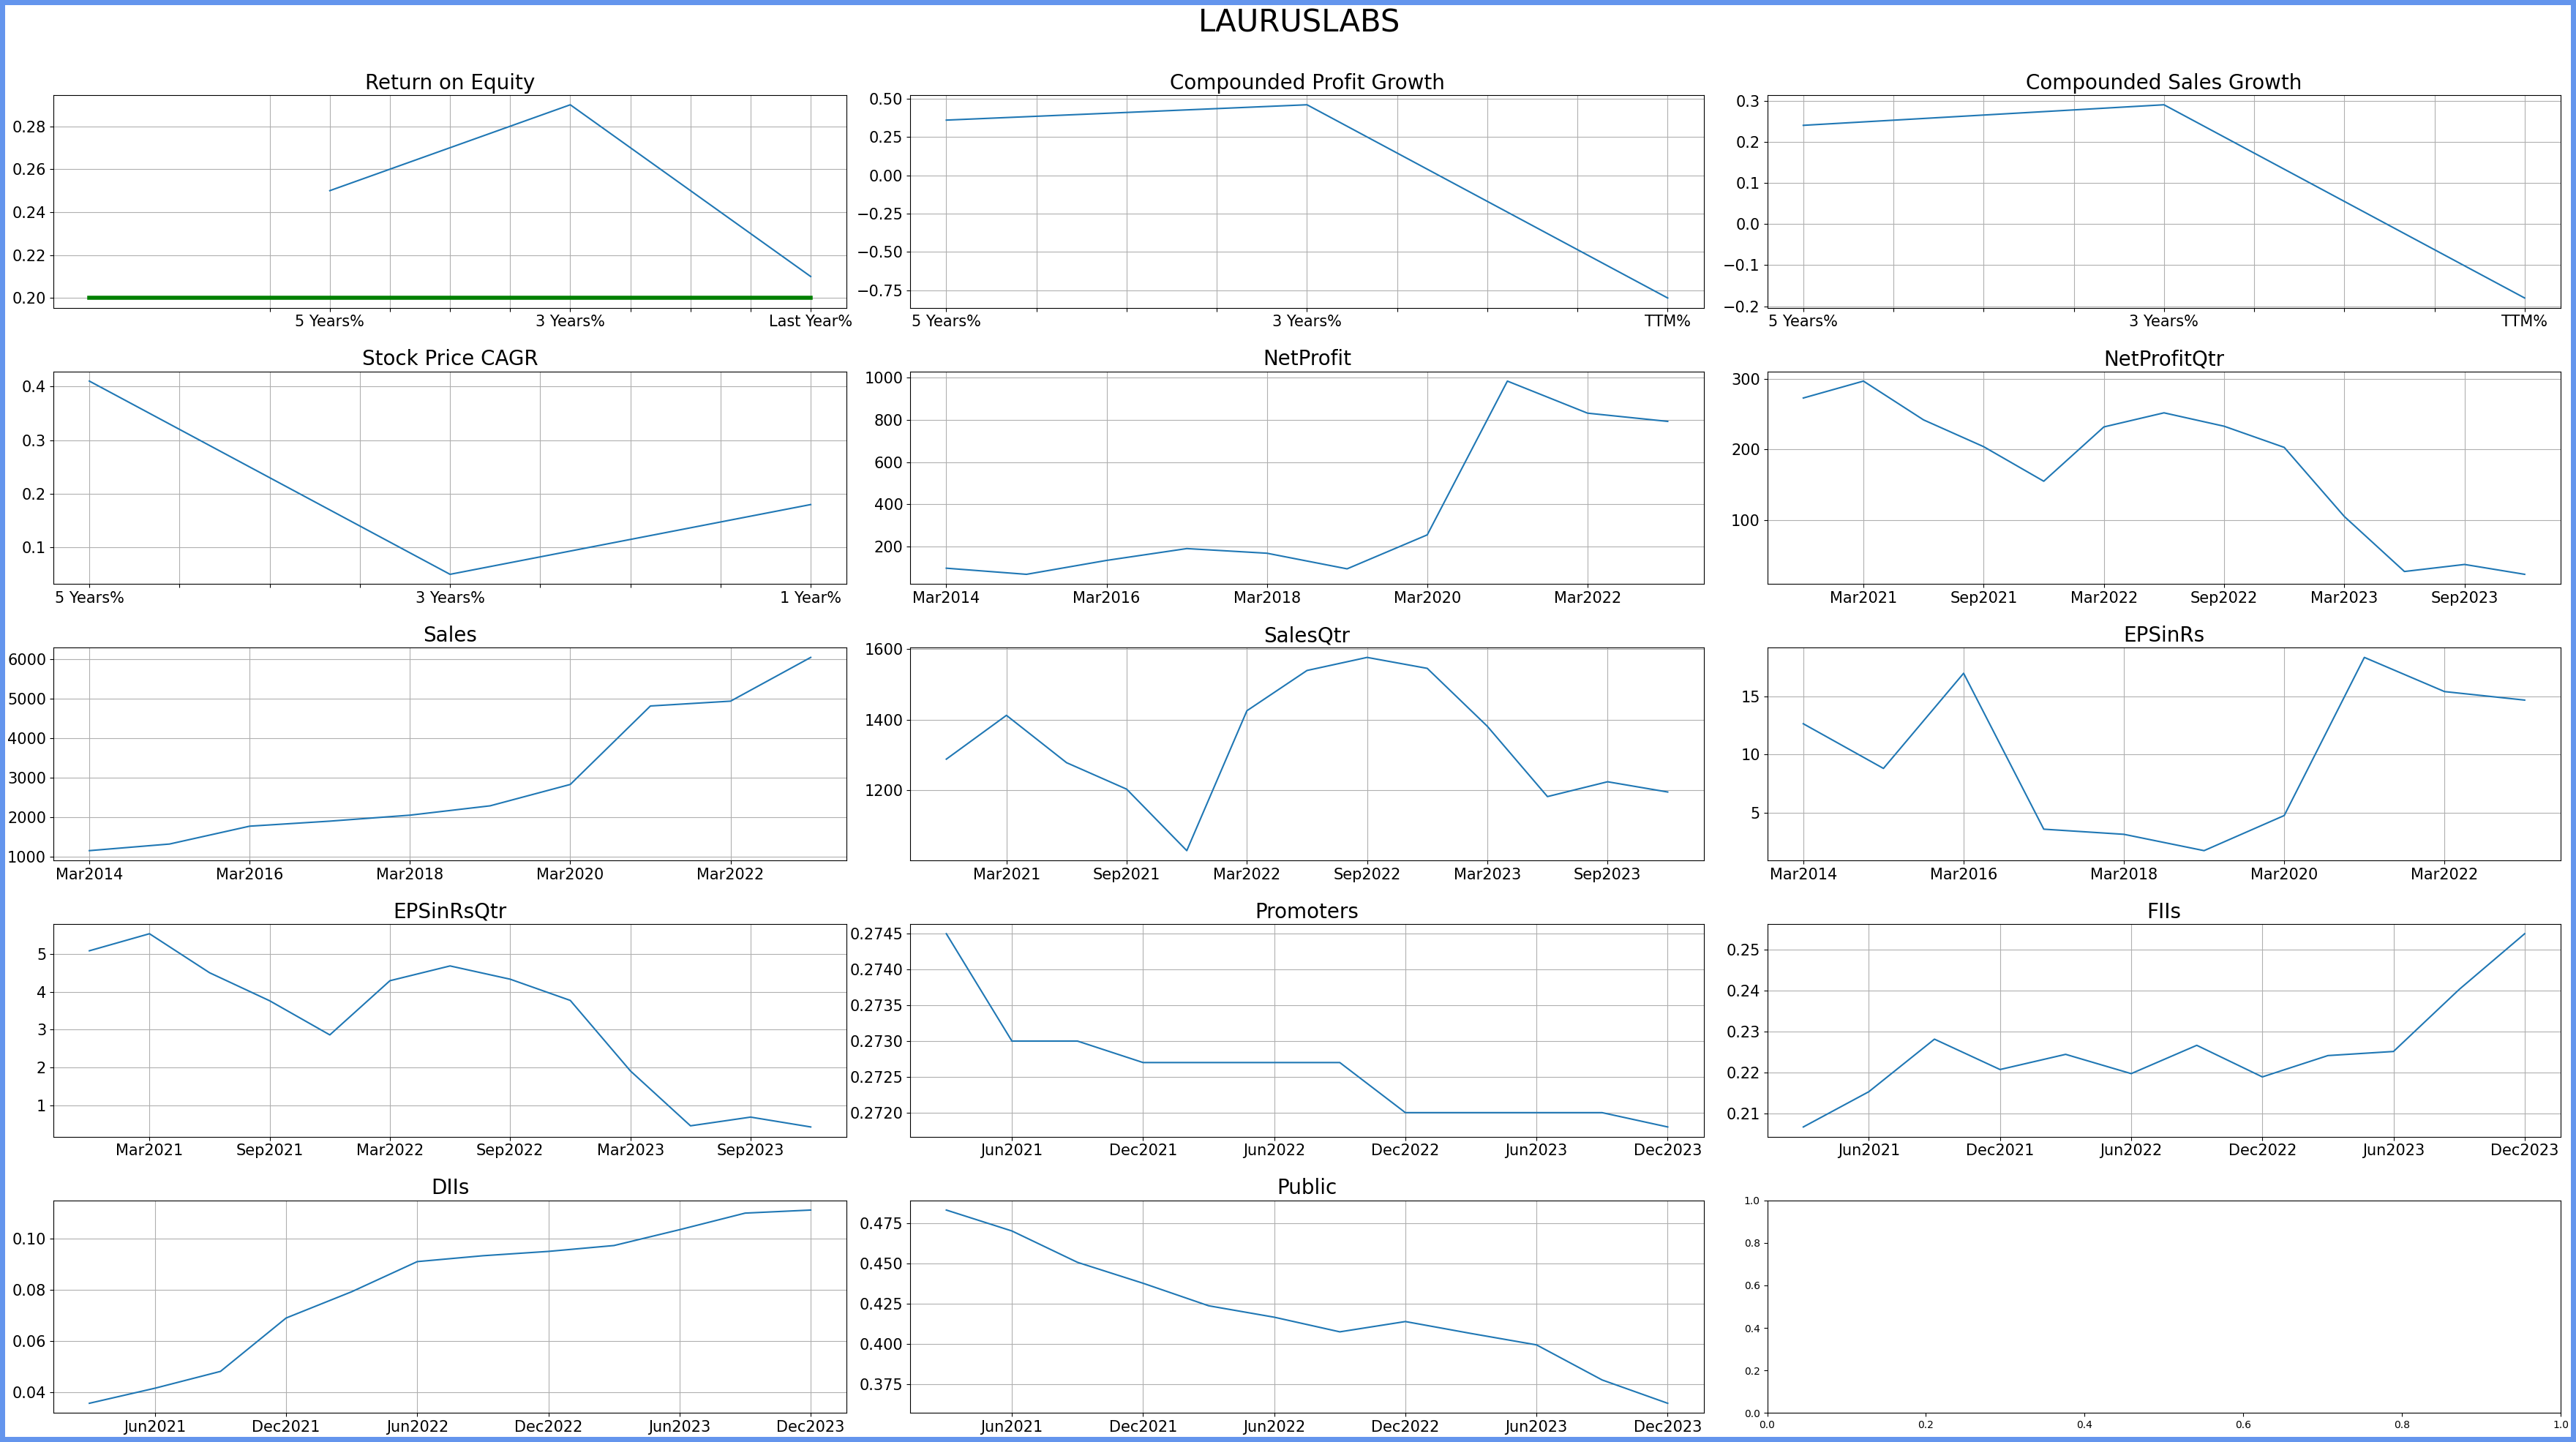 LAURUSLABS
Return on Equity
0.28
0.26
0.24
0.22
0.20
5 Years% 3 Years% Last Year%
Compounded Profit Growth
0.50
0.25
0.00
−0.25
−0.50
−0.75
5 Years% 3 Years% TTM%
Compounded Sales Growth
0.3
0.2
0.1
0.0
−0.1
−0.2
5 Years% 3 Years% TTM%
Stock Price CAGR
0.4
0.3
0.2
0.1
5 Years% 3 Years% 1 Year%
NetProfit
1000
800
600
400
200
Mar2014 Mar2016 Mar2018 Mar2020 Mar2022
NetProfitQtr
300
200
100
Mar2021 Sep2021 Mar2022 Sep2022 Mar2023 Sep2023
Sales
6000
5000
4000
3000
2000
1000
Mar2014 Mar2016 Mar2018 Mar2020 Mar2022
SalesQtr
1600
1400
1200
Mar2021 Sep2021 Mar2022 Sep2022 Mar2023 Sep2023
EPSinRs
15
10
5
Mar2014 Mar2016 Mar2018 Mar2020 Mar2022
EPSinRsQtr
5
4
3
2
1
Mar2021 Sep2021 Mar2022 Sep2022 Mar2023 Sep2023
Promoters
0.2745
0.2740
0.2735
0.2730
0.2725
0.2720
Jun2021 Dec2021 Jun2022 Dec2022 Jun2023 Dec2023
FIIs
0.25
0.24
0.23
0.22
0.21
Jun2021 Dec2021 Jun2022 Dec2022 Jun2023 Dec2023
DIIs
0.10
0.08
0.06
0.04
Jun2021 Dec2021 Jun2022 Dec2022 Jun2023 Dec2023
Public
0.475
0.450
0.425
0.400
0.375
Jun2021 Dec2021 Jun2022 Dec2022 Jun2023 Dec2023
1.0
0.8
0.6
0.4
0.2
0.0
0.0 0.2 0.4 0.6 0.8 1.0